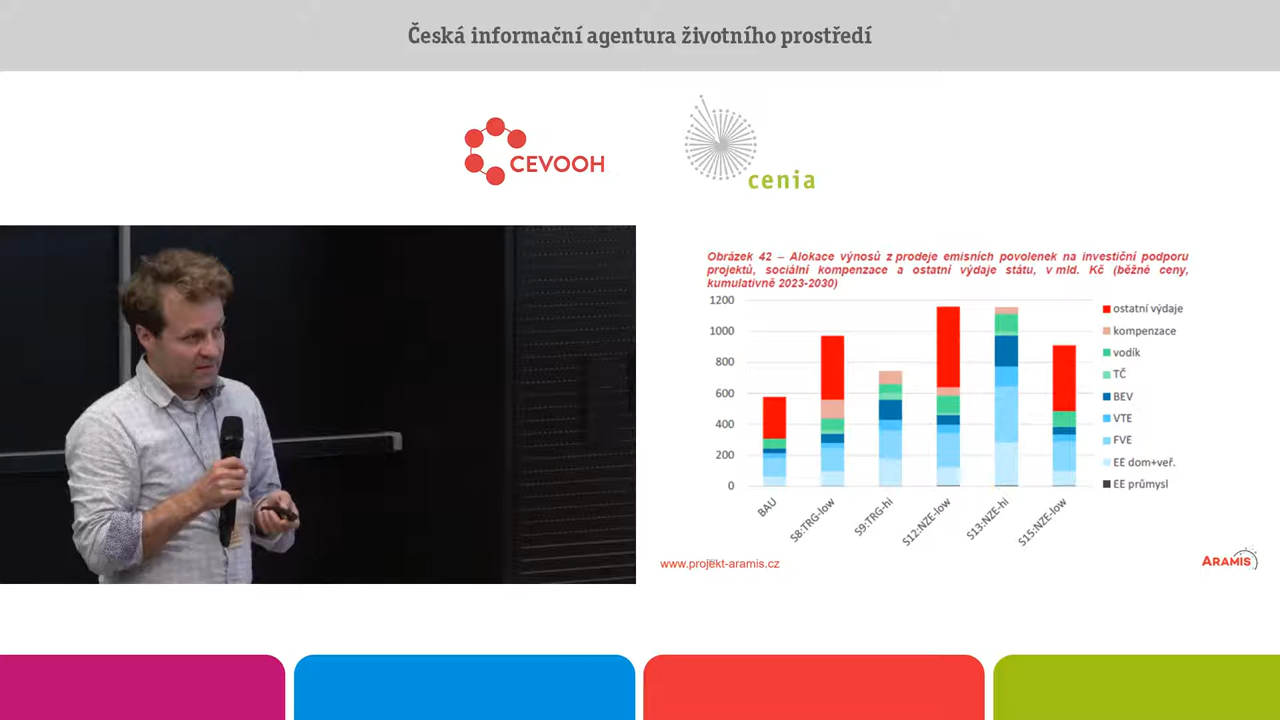 Česká informační agentura životního prostředí
CEVOOH
cenia
Obrázek 42 – Alokace výnosů z prodeje emisních povolenek na investiční podporu
projektů, sociální kompenzace a ostatní výdaje státu, v mld. Kč (běžné ceny,
kumulativně 2023-2030)
1200
1000
800
600
400
200
0
BAU
S8:TRG-low
S9:TRG-hi
S12:NZE-low
S13:NZE-hi
S15:NZE-low
ostatní výdaje
kompenzace
vodík
TČ
BEV
VTE
FVE
EE dom+veř.
EE průmysl
www.projekt-aramis.cz
ARAMIS